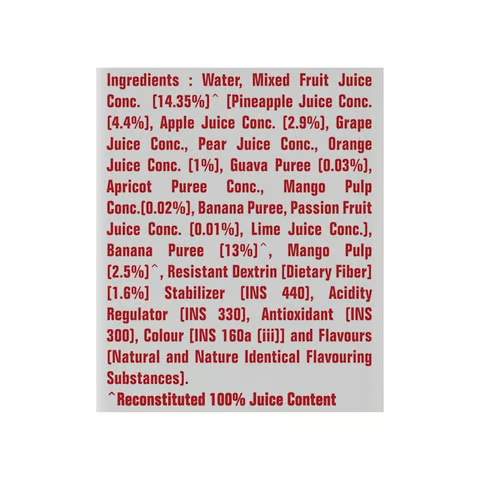 Ingredients : Water, Mixed Fruit Juice
Conc. (14.35%)^ [Pineapple Juice Conc.
(4.4%), Apple Juice Conc. (2.9%), Grape
Juice Conc., Pear Juice Conc., Orange
Juice Conc. (1%), Guava Puree (0.03%),
Apricot Puree Conc., Mango Pulp
Conc.(0.02%), Banana Puree, Passion Fruit
Juice Conc. (0.01%), Lime Juice Conc.),
Banana Puree (13%)^, Mango Pulp
(2.5%)^, Resistant Dextrin [Dietary Fiber]
(1.6%) Stabilizer (INS 440), Acidity
Regulator (INS 330), Antioxidant (INS
300), Colour [INS 160a (iii)] and Flavours
(Natural and Nature Identical Flavouring
Substances).
^Reconstituted 100% Juice Content